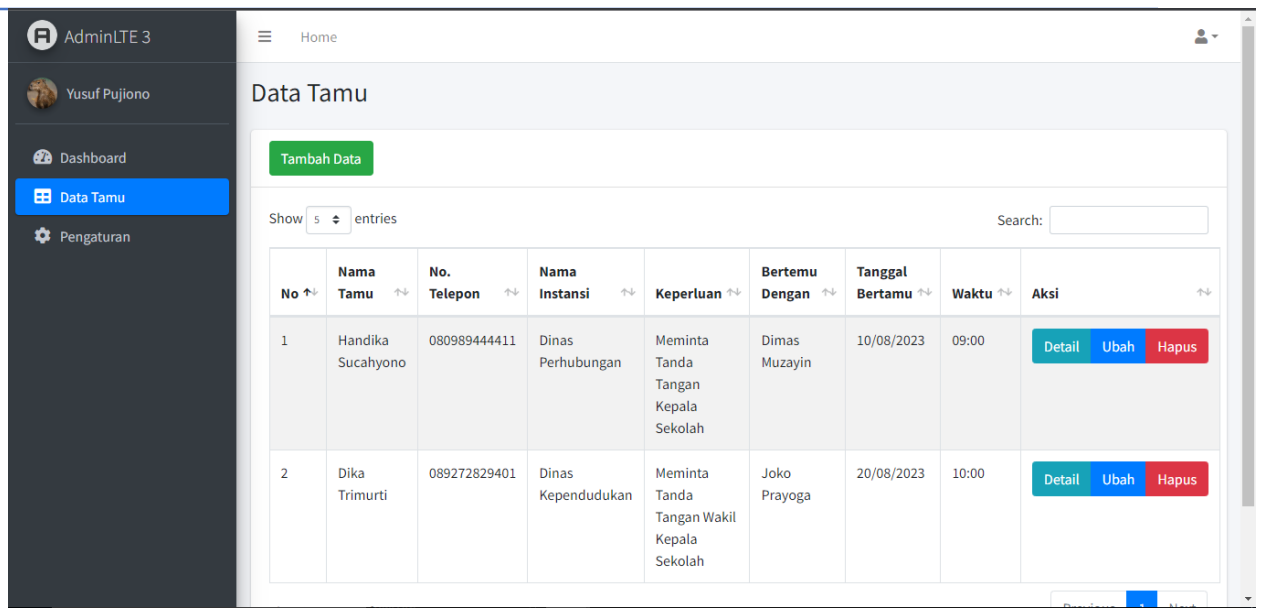 AdminLTE 3
Home
Yusuf Pujiono
Data Tamu
Dashboard
Tambah Data
Data Tamu
Show 5 entries
Search:
Pengaturan
No
Nama Tamu
No. Telepon
Nama Instansi
Keperluan
Bertemu Dengan
Tanggal Bertamu
Waktu
Aksi
1
Handika
Sucahyono
080989444411
Dinas
Perhubungan
Meminta
Tanda
Tangan
Kepala
Sekolah
Dimas
Muzayin
10/08/2023
09:00
Detail Ubah Hapus
2
Dika
Trimurti
089272829401
Dinas
Kependudukan
Meminta
Tanda
Tangan Wakil
Kepala
Sekolah
Joko
Prayoga
20/08/2023
10:00
Detail Ubah Hapus
Previous 1 Next